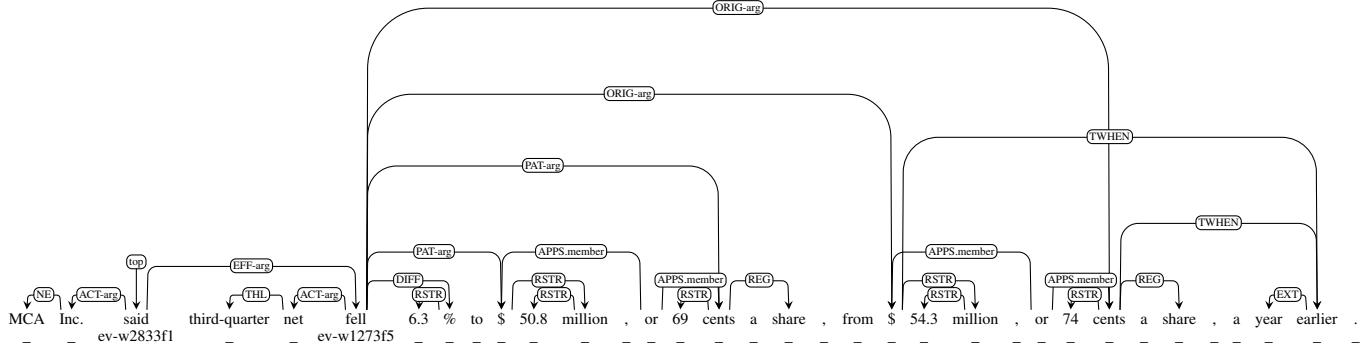 ORIG-arg
ORIG-arg
TWHEN
PAT-arg
TWHEN
PAT-arg APPS.member APPS.member
top EFF-arg
DIFF RSTR APPS.member REG RSTR APPS.member REG
NE ACT-arg THL ACT-arg RSTR RSTR RSTR RSTR RSTR EXT
MCA Inc. said third-quarter net fell 6.3 % to $ 50.8 million , or 69 cents a share , from $ 54.3 million , or 74 cents a share , a year earlier .
_ _ ev-w2833f1 _ _ ev-w1273f5 _ _ _ _ _ _ _ _ _ _ _ _ _ _ _ _ _ _ _ _ _ _ _ _ _ _ _ _